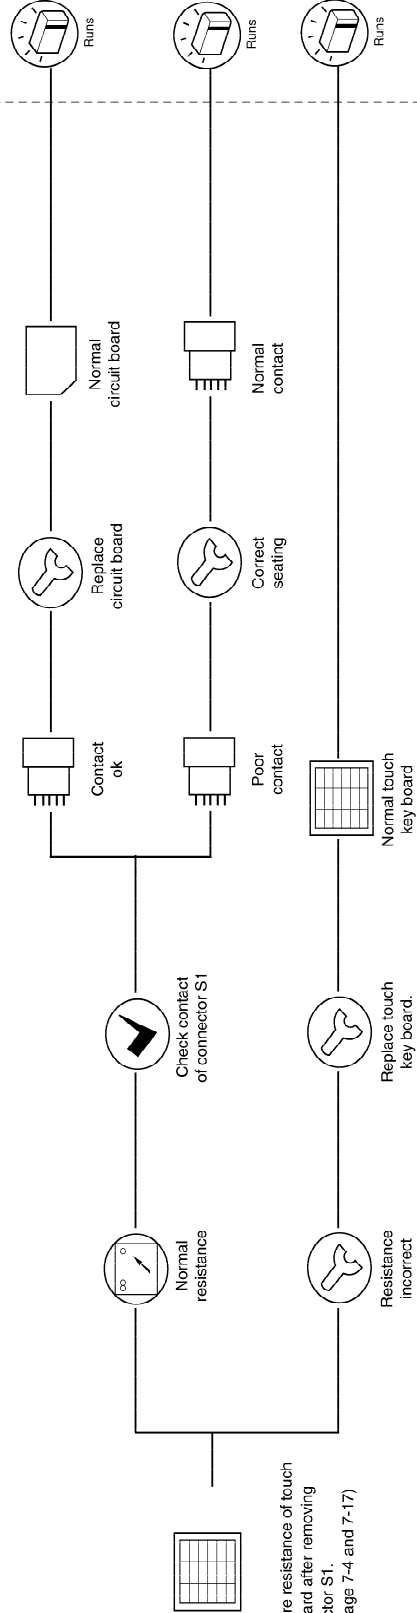 re resistance of touch
ard after removing
tor S1.
age 7-4 and 7-17)
Normal
resistance
Check contact
of connector S1
Contact
ok
Replace
circuit board
Normal
circuit board
Runs
Poor
contact
Correct
seating
Normal
contact
Runs
Resistance
incorrect
Replace touch
key board.
Normal touch
key board
Runs